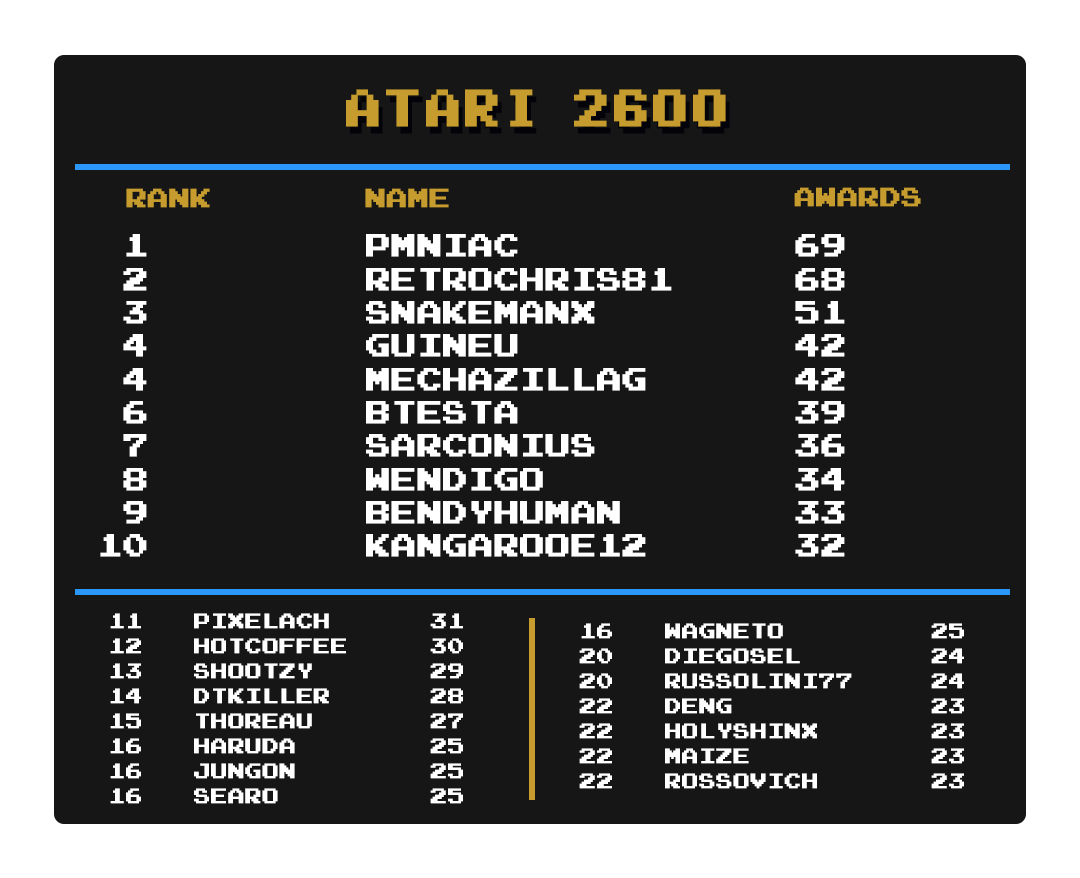 ATARI 2600
RANK NAME AWARDS
1 PMNIAC 69
2 RETROCHRIS81 68
3 SNAKEMANX 51
4 GUINEU 42
4 MECHAZILLAG 42
6 BTESTA 39
7 SARCONIUS 36
8 WENDIGO 34
9 BENDYHUMAN 33
10 KANGAROOE12 32
11 PIXELACH 31
12 HOTCOFFEE 30
13 SHOOTZY 29
14 DTKILLER 28
15 THOREAU 27
16 HARUDA 25
16 JUNGON 25
16 SEARO 25
16 WAGNETO 25
20 DIEGOSEL 24
20 RUSSOLINI77 24
22 DENG 23
22 HOLYSHINX 23
22 MAIZE 23
22 ROSSOVICH 23